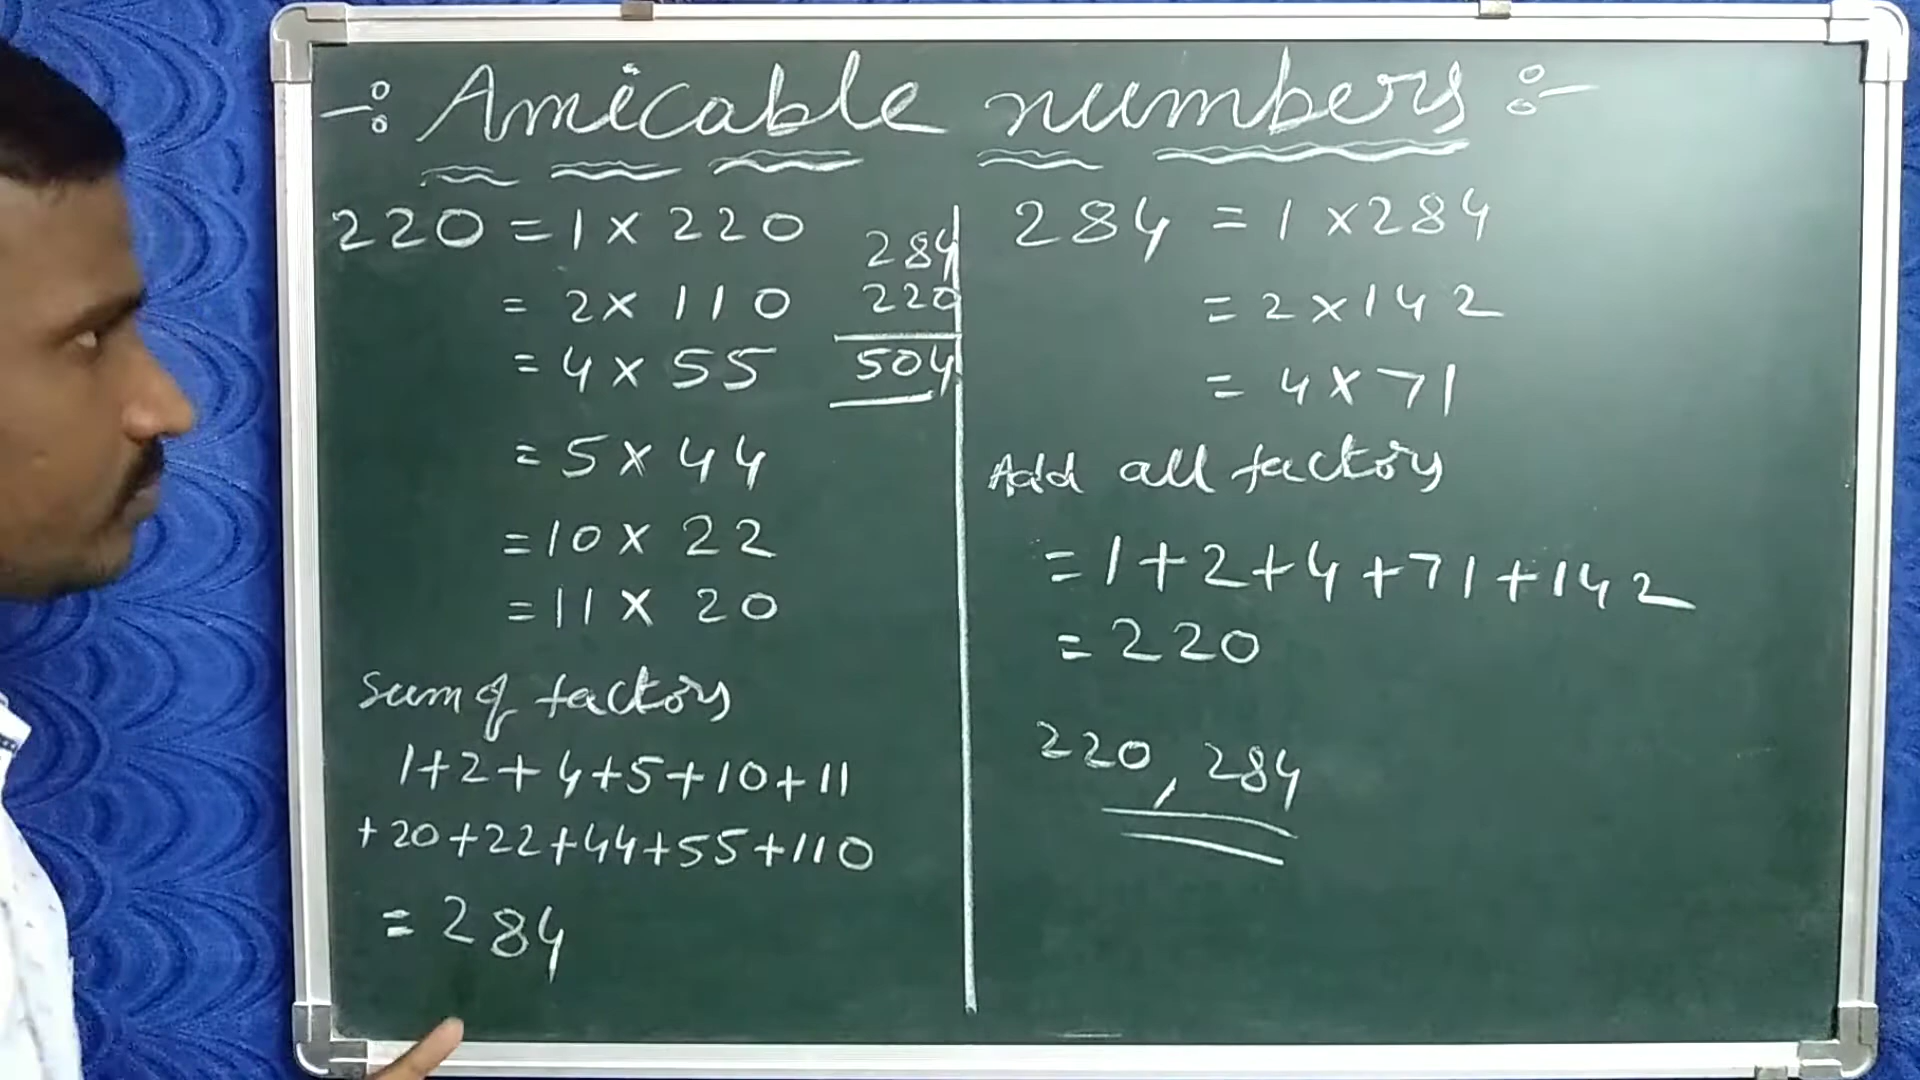 -: Amicable numbers :-
220 = 1 × 220
= 2 × 110
= 4 × 55
= 5 × 44
= 10 × 22
= 11 × 20
Sum of factors
1+2+4+5+10+11
+20+22+44+55+110
= 284
284
220
504
284 = 1 × 284
= 2 × 142
= 4 × 71
Add all factors
= 1+2+4+71+142
= 220
220, 284